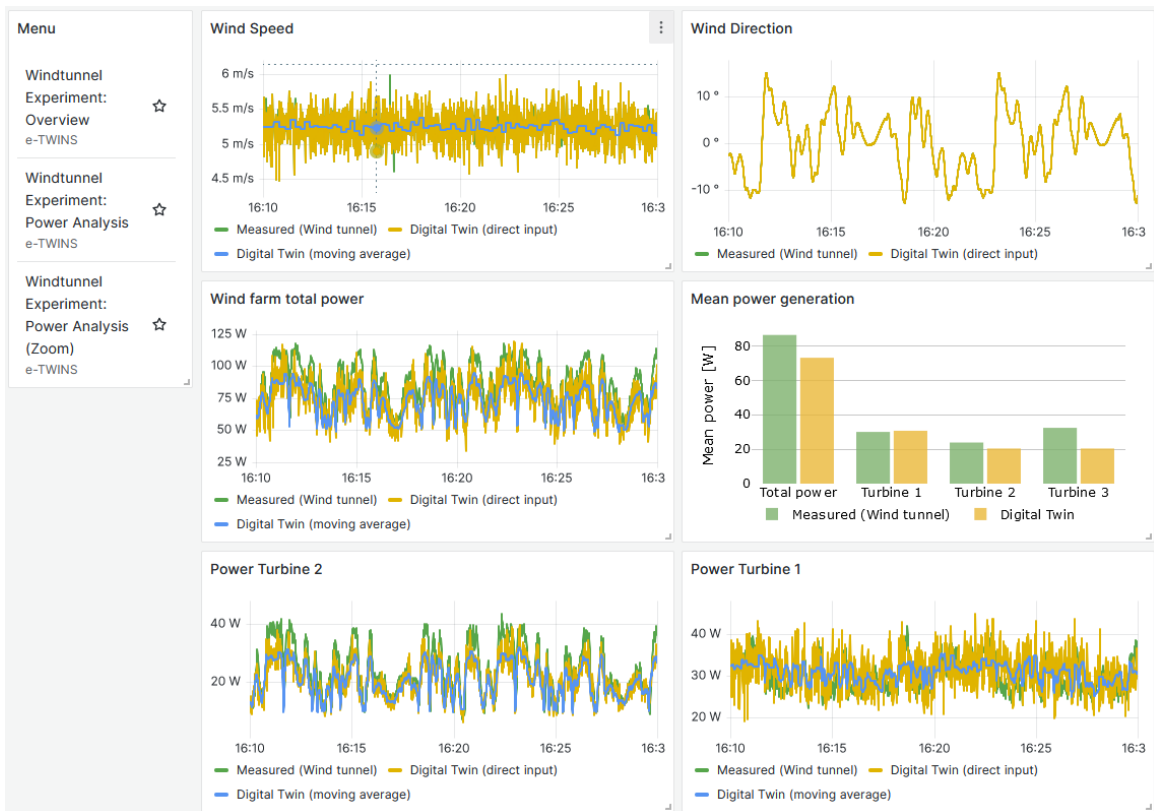 Menu
Windtunnel
Experiment:
Overview
e-TWINS
Windtunnel
Experiment:
Power Analysis
e-TWINS
Windtunnel
Experiment:
Power Analysis
(Zoom)
e-TWINS
Wind Speed
6 m/s
5.5 m/s
5 m/s
4.5 m/s
16:10 16:15 16:20 16:25 16:3
Measured (Wind tunnel) Digital Twin (direct input)
Digital Twin (moving average)
Wind Direction
10 °
0 °
-10 °
16:10 16:15 16:20 16:25 16:3
Measured (Wind tunnel) Digital Twin (direct input)
Wind farm total power
125 W
100 W
75 W
50 W
25 W
16:10 16:15 16:20 16:25 16:3
Measured (Wind tunnel) Digital Twin (direct input)
Digital Twin (moving average)
Mean power generation
Mean power [W]
80
60
40
20
0
Total power Turbine 1 Turbine 2 Turbine 3
Measured (Wind tunnel) Digital Twin
Power Turbine 2
40 W
20 W
16:10 16:15 16:20 16:25 16:3
Measured (Wind tunnel) Digital Twin (direct input)
Digital Twin (moving average)
Power Turbine 1
40 W
30 W
20 W
16:10 16:15 16:20 16:25 16:3
Measured (Wind tunnel) Digital Twin (direct input)
Digital Twin (moving average)